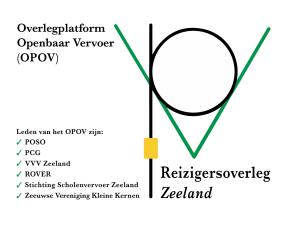 Overlegplatform
Openbaar Vervoer
(OPOV)
Leden van het OPOV zijn:
✓ POSO
✓ PCG
✓ VVV Zeeland
✓ ROVER
✓ Stichting Scholenvervoer Zeeland
✓ Zeeuwse Vereniging Kleine Kernen
Reizigersoverleg
Zeeland